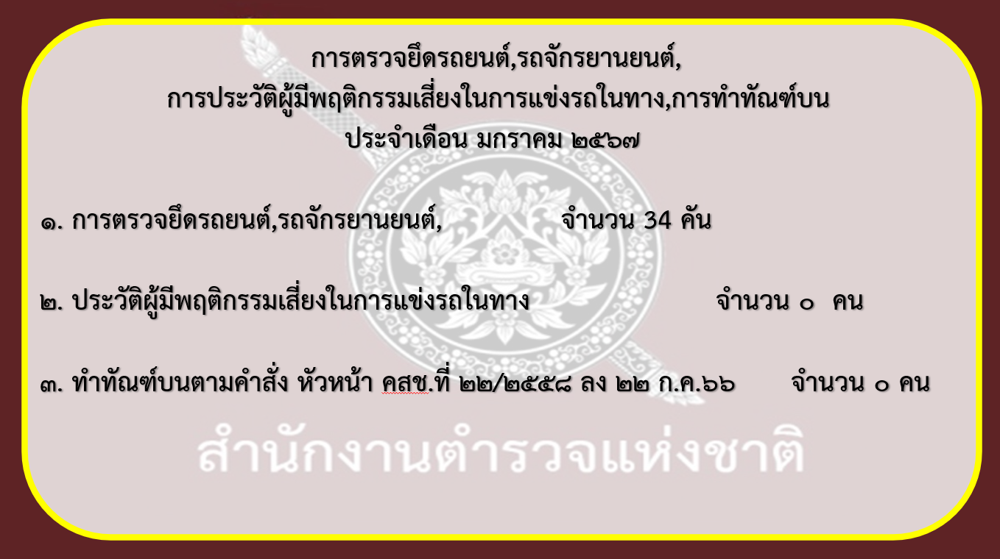 การตรวจยึดรถยนต์,รถจักรยานยนต์,
การประวัติผู้มีพฤติกรรมเสี่ยงในการแข่งรถในทาง,การทำทัณฑ์บน
ประจำเดือน มกราคม ๒๕๖๗
๑. การตรวจยึดรถยนต์,รถจักรยานยนต์, จำนวน 34 คัน
๒. ประวัติผู้มีพฤติกรรมเสี่ยงในการแข่งรถในทาง จำนวน ๐ คน
๓. ทำทัณฑ์บนตามคำสั่ง หัวหน้า คสช.ที่ ๒๒/๒๕๕๘ ลง ๒๒ ก.ค.๖๖ จำนวน ๐ คน
สำนักงานตำรวจแห่งชาติ